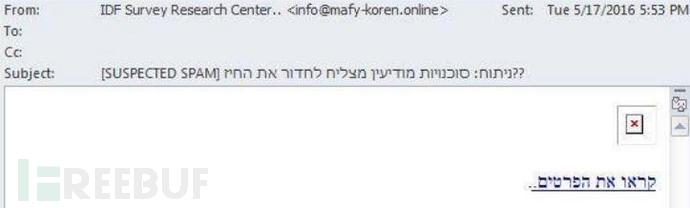 From: IDF Survey Research Center.. <info@mafy-koren.online> Sent: Tue 5/17/2016 5:53 PM
To:
Cc:
Subject: [SUSPECTED SPAM] ניתוח: סוכנויות מודיעין מצליח לחדור את החיז??
קראו את הפרטים..
FREEBUF